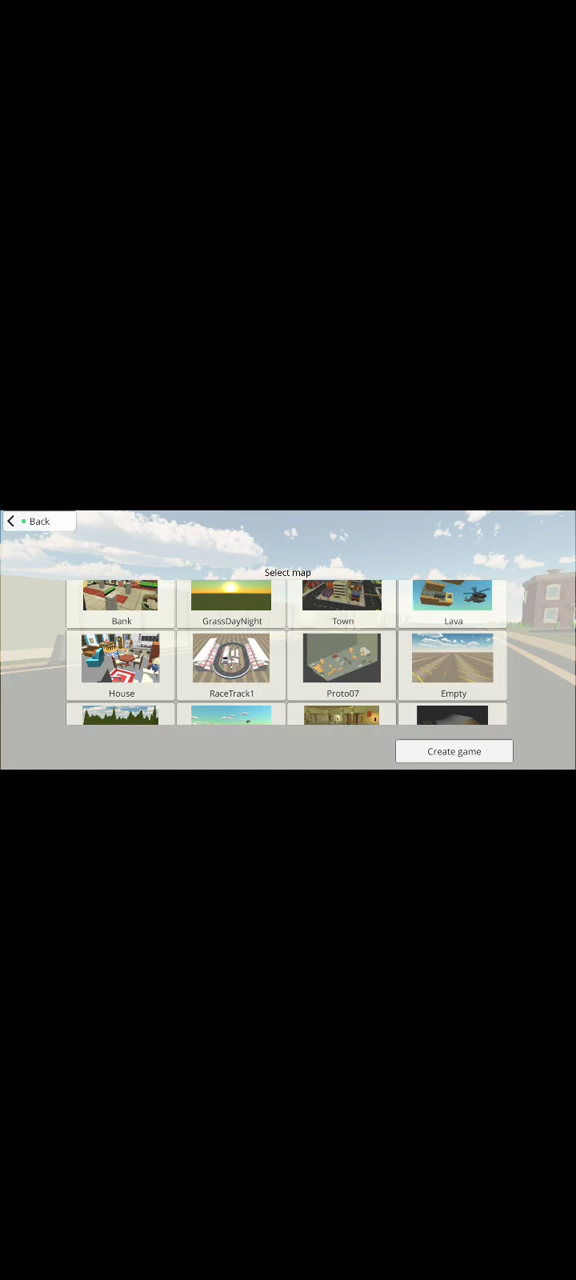 Back
Select map
Bank
GrassDayNight
Town
Lava
House
RaceTrack1
Proto07
Empty
Create game